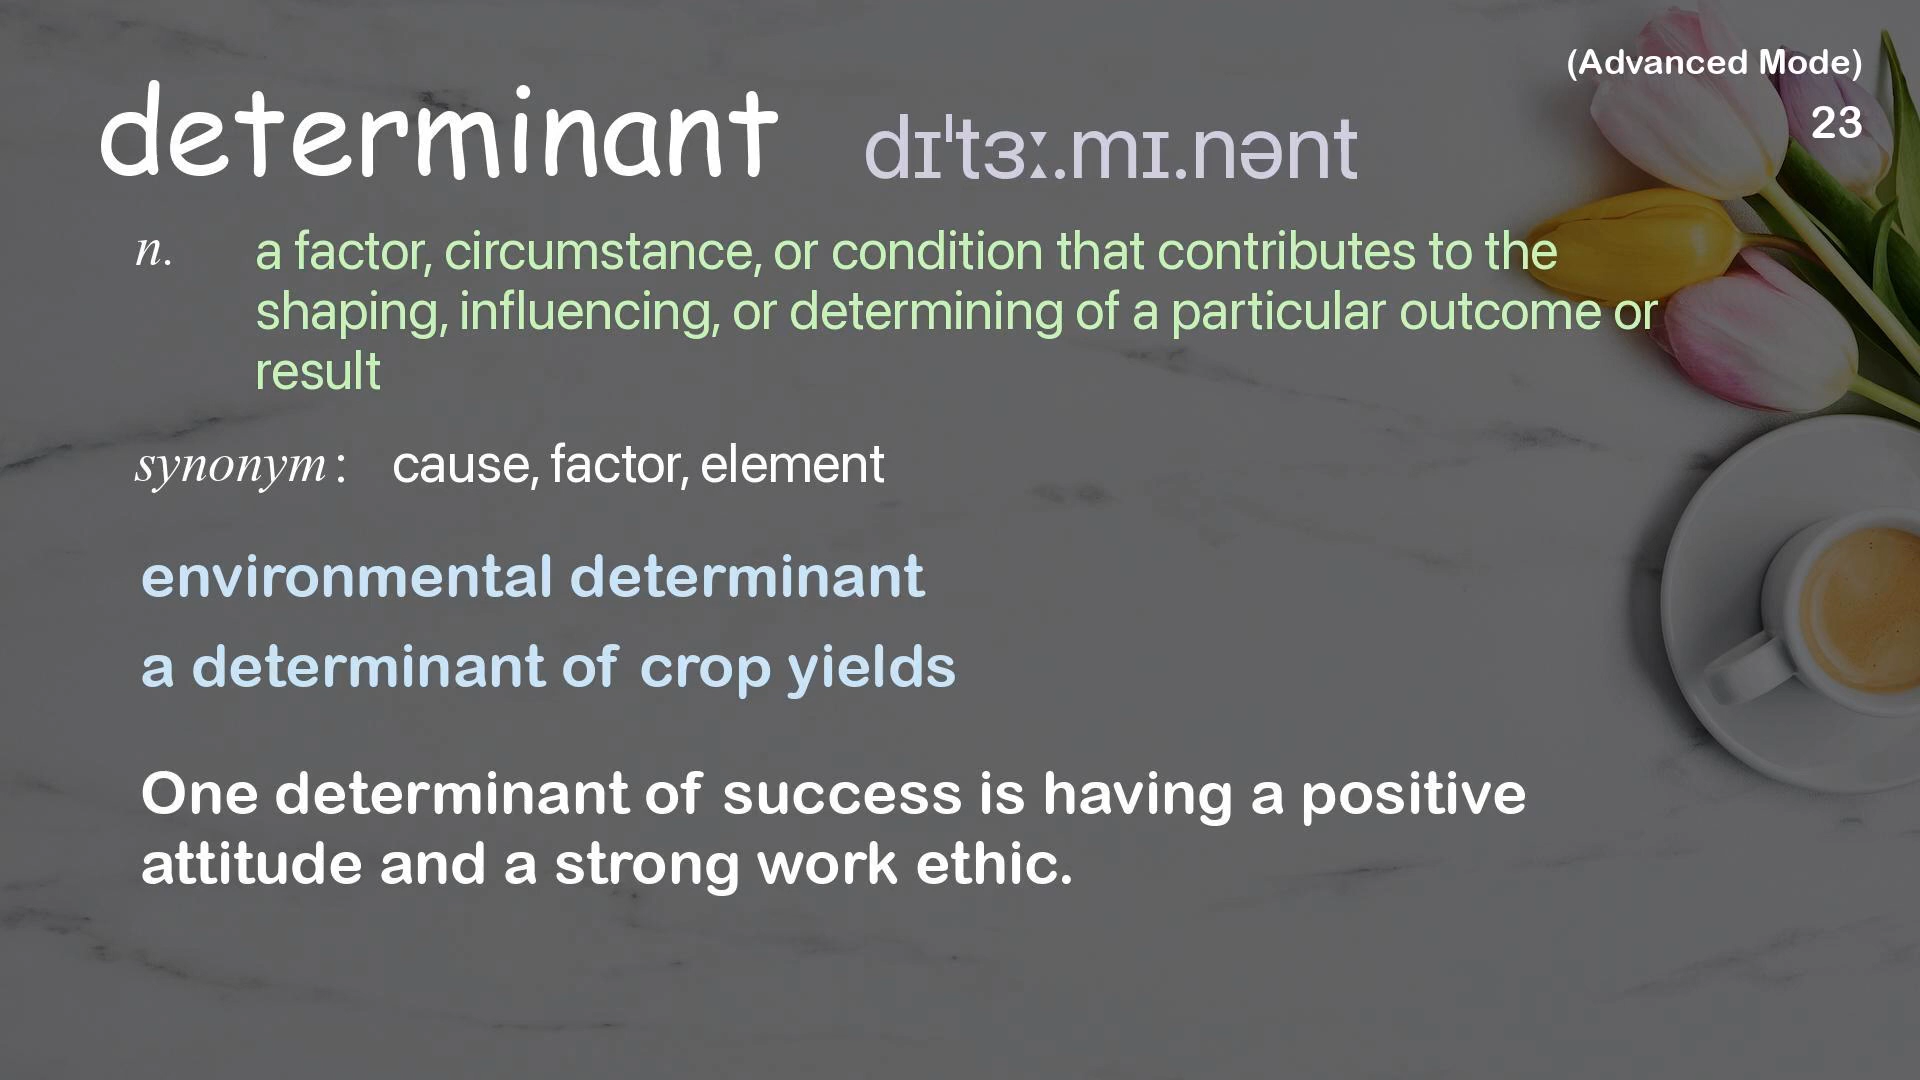 (Advanced Mode)
determinant dɪˈtɜː.mɪ.nənt
23
n. a factor, circumstance, or condition that contributes to the
shaping, influencing, or determining of a particular outcome or
result
synonym: cause, factor, element
environmental determinant
a determinant of crop yields
One determinant of success is having a positive
attitude and a strong work ethic.